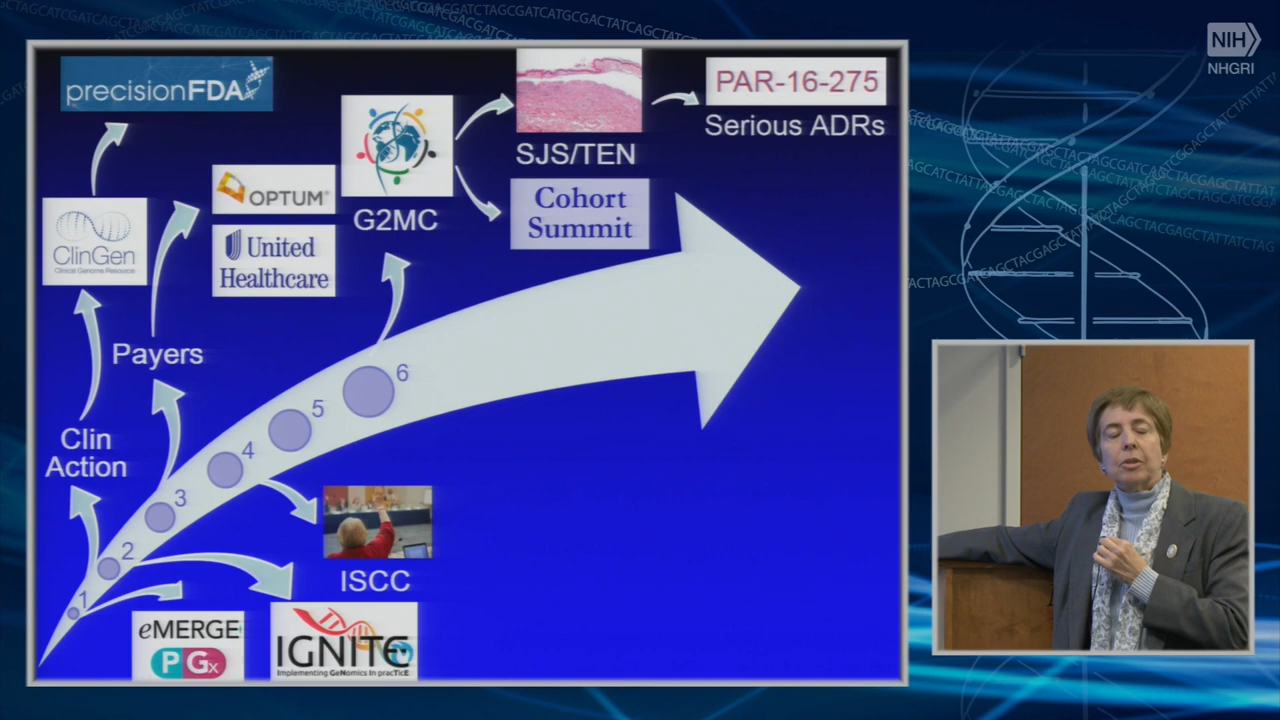 NIH
NHGRI
precisionFDA
PAR-16-275
Serious ADRs
SJS/TEN
OPTUM®
G2MC
Cohort
Summit
ClinGen
Clinical Genome Resource
United
Healthcare
Payers
6
5
Clin
Action
4
3
2
ISCC
1
eMERGE
PGx
IGNITE
Implementing GeNomics In pracTicE